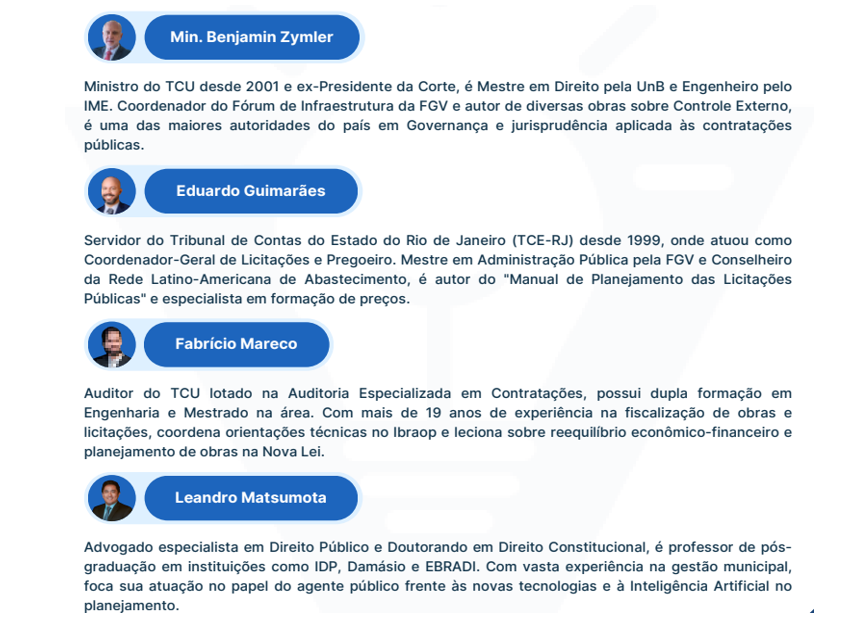 Min. Benjamin Zymler
Ministro do TCU desde 2001 e ex-Presidente da Corte, é Mestre em Direito pela UnB e Engenheiro pelo
IME. Coordenador do Fórum de Infraestrutura da FGV e autor de diversas obras sobre Controle Externo,
é uma das maiores autoridades do país em Governança e jurisprudência aplicada às contratações
públicas.
Eduardo Guimarães
Servidor do Tribunal de Contas do Estado do Rio de Janeiro (TCE-RJ) desde 1999, onde atuou como
Coordenador-Geral de Licitações e Pregoeiro. Mestre em Administração Pública pela FGV e Conselheiro
da Rede Latino-Americana de Abastecimento, é autor do "Manual de Planejamento das Licitações
Públicas" e especialista em formação de preços.
Fabrício Mareco
Auditor do TCU lotado na Auditoria Especializada em Contratações, possui dupla formação em
Engenharia e Mestrado na área. Com mais de 19 anos de experiência na fiscalização de obras e
licitações, coordena orientações técnicas no Ibraop e leciona sobre reequilíbrio econômico-financeiro e
planejamento de obras na Nova Lei.
Leandro Matsumota
Advogado especialista em Direito Público e Doutorando em Direito Constitucional, é professor de pós-
graduação em instituições como IDP, Damásio e EBRADI. Com vasta experiência na gestão municipal,
foca sua atuação no papel do agente público frente às novas tecnologias e à Inteligência Artificial no
planejamento.